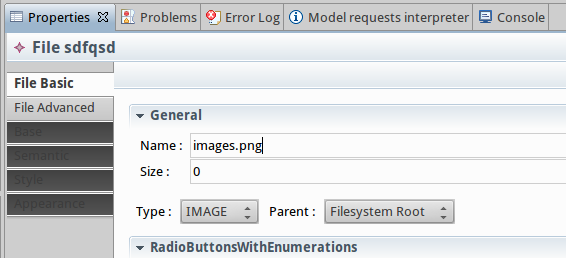 Properties Problems Error Log Model requests interpreter Console
File sdfqsd
File Basic
File Advanced
Base
Semantic
Style
Appearance
General
Name : images.png
Size : 0
Type : IMAGE Parent : Filesystem Root
RadioButtonsWithEnumerations